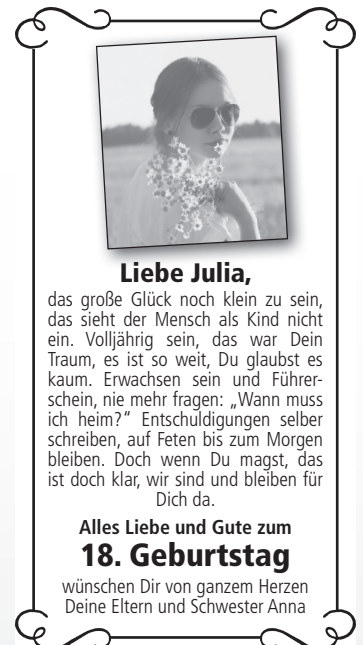 Liebe Julia,
das große Glück noch klein zu sein,
das sieht der Mensch als Kind nicht
ein. Volljährig sein, das war Dein
Traum, es ist so weit, Du glaubst es
kaum. Erwachsen sein und Führer-
schein, nie mehr fragen: „Wann muss
ich heim?“ Entschuldigungen selber
schreiben, auf Feten bis zum Morgen
bleiben. Doch wenn Du magst, das
ist doch klar, wir sind und bleiben für
Dich da.
Alles Liebe und Gute zum
18. Geburtstag
wünschen Dir von ganzem Herzen
Deine Eltern und Schwester Anna